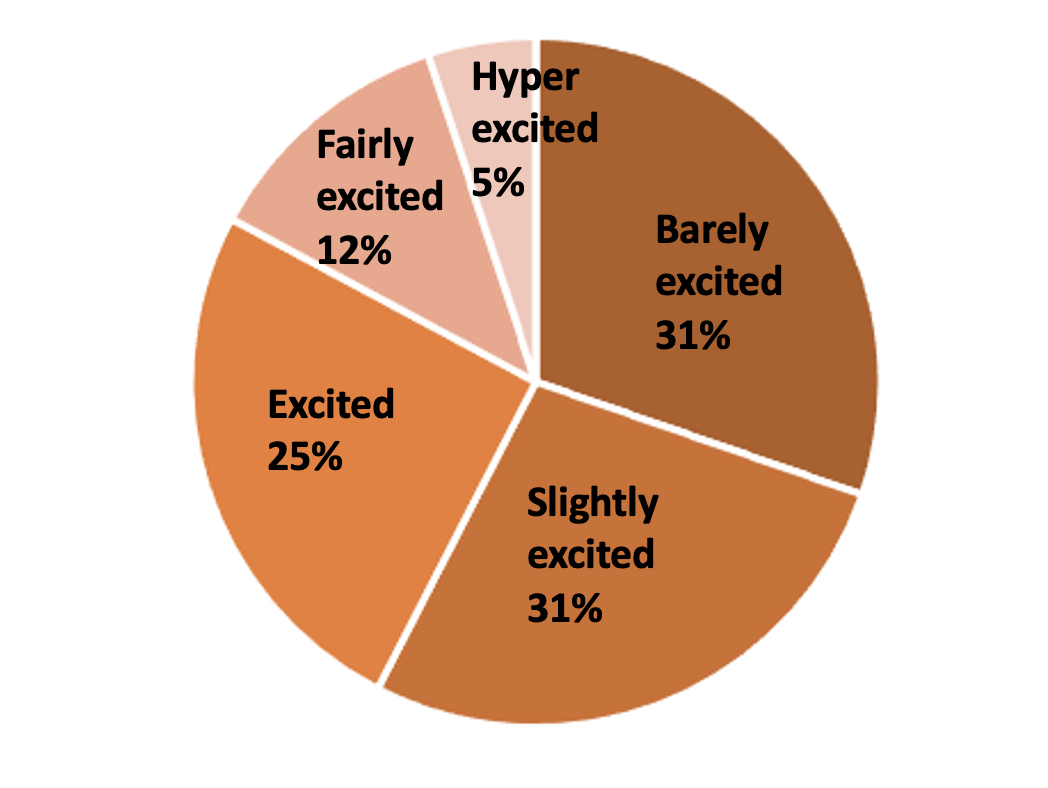 Hyper
excited
5%
Fairly
excited
12%
Barely
excited
31%
Excited
25%
Slightly
excited
31%